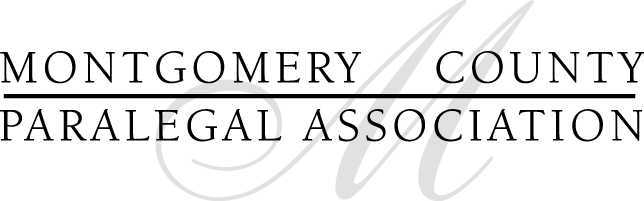 MONTGOMERY COUNTY
PARALEGAL ASSOCIATION
M